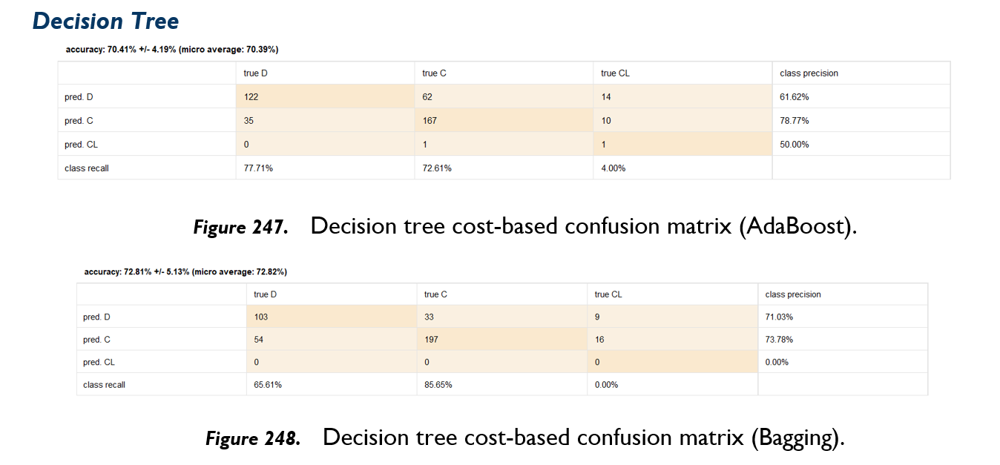 Decision Tree
accuracy: 70.41% +/- 4.19% (micro average: 70.39%)
true D true C true CL class precision
pred. D 122 62 14 61.62%
pred. C 35 167 10 78.77%
pred. CL 0 1 1 50.00%
class recall 77.71% 72.61% 4.00%
Figure 247. Decision tree cost-based confusion matrix (AdaBoost).
accuracy: 72.81% +/- 5.13% (micro average: 72.82%)
true D true C true CL class precision
pred. D 103 33 9 71.03%
pred. C 54 197 16 73.78%
pred. CL 0 0 0 0.00%
class recall 65.61% 85.65% 0.00%
Figure 248. Decision tree cost-based confusion matrix (Bagging).